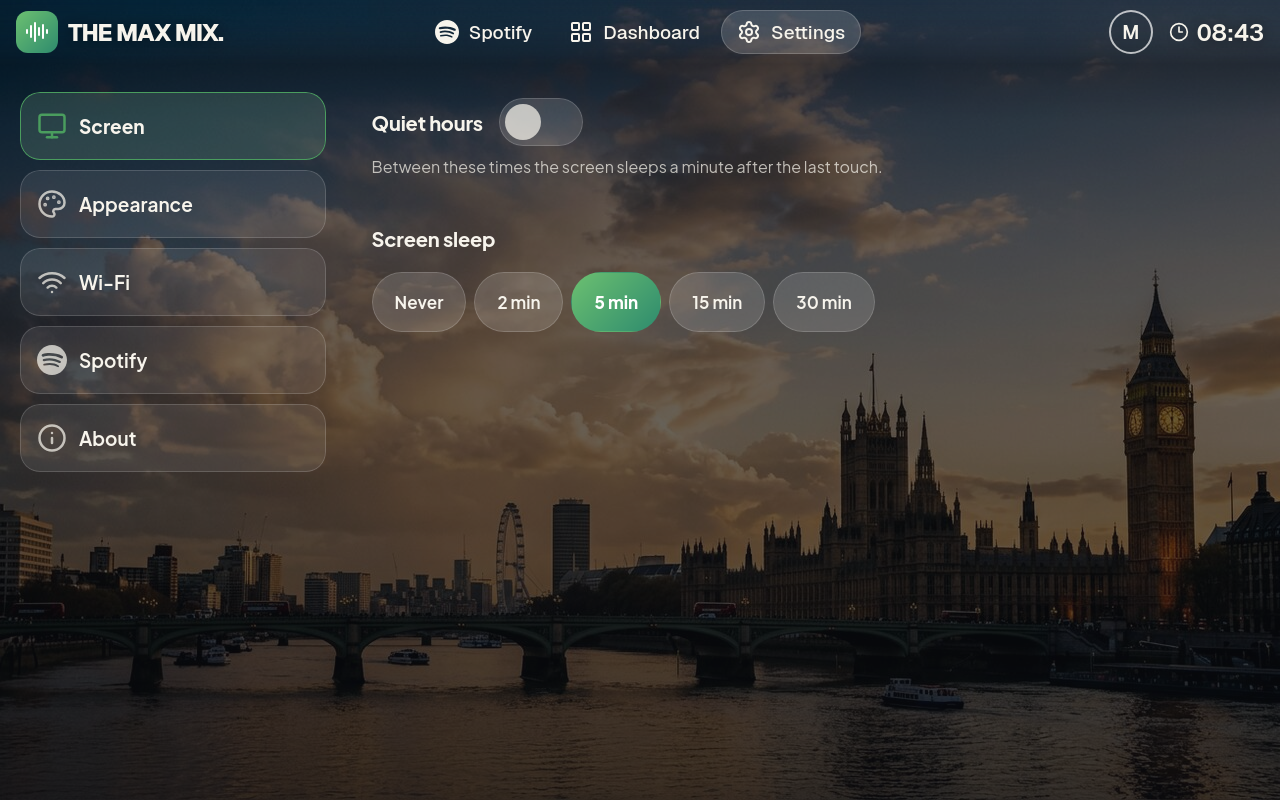 THE MAX MIX.
Spotify
Dashboard
Settings
M
08:43
Screen
Appearance
Wi-Fi
Spotify
About
Quiet hours
Between these times the screen sleeps a minute after the last touch.
Screen sleep
Never
2 min
5 min
15 min
30 min